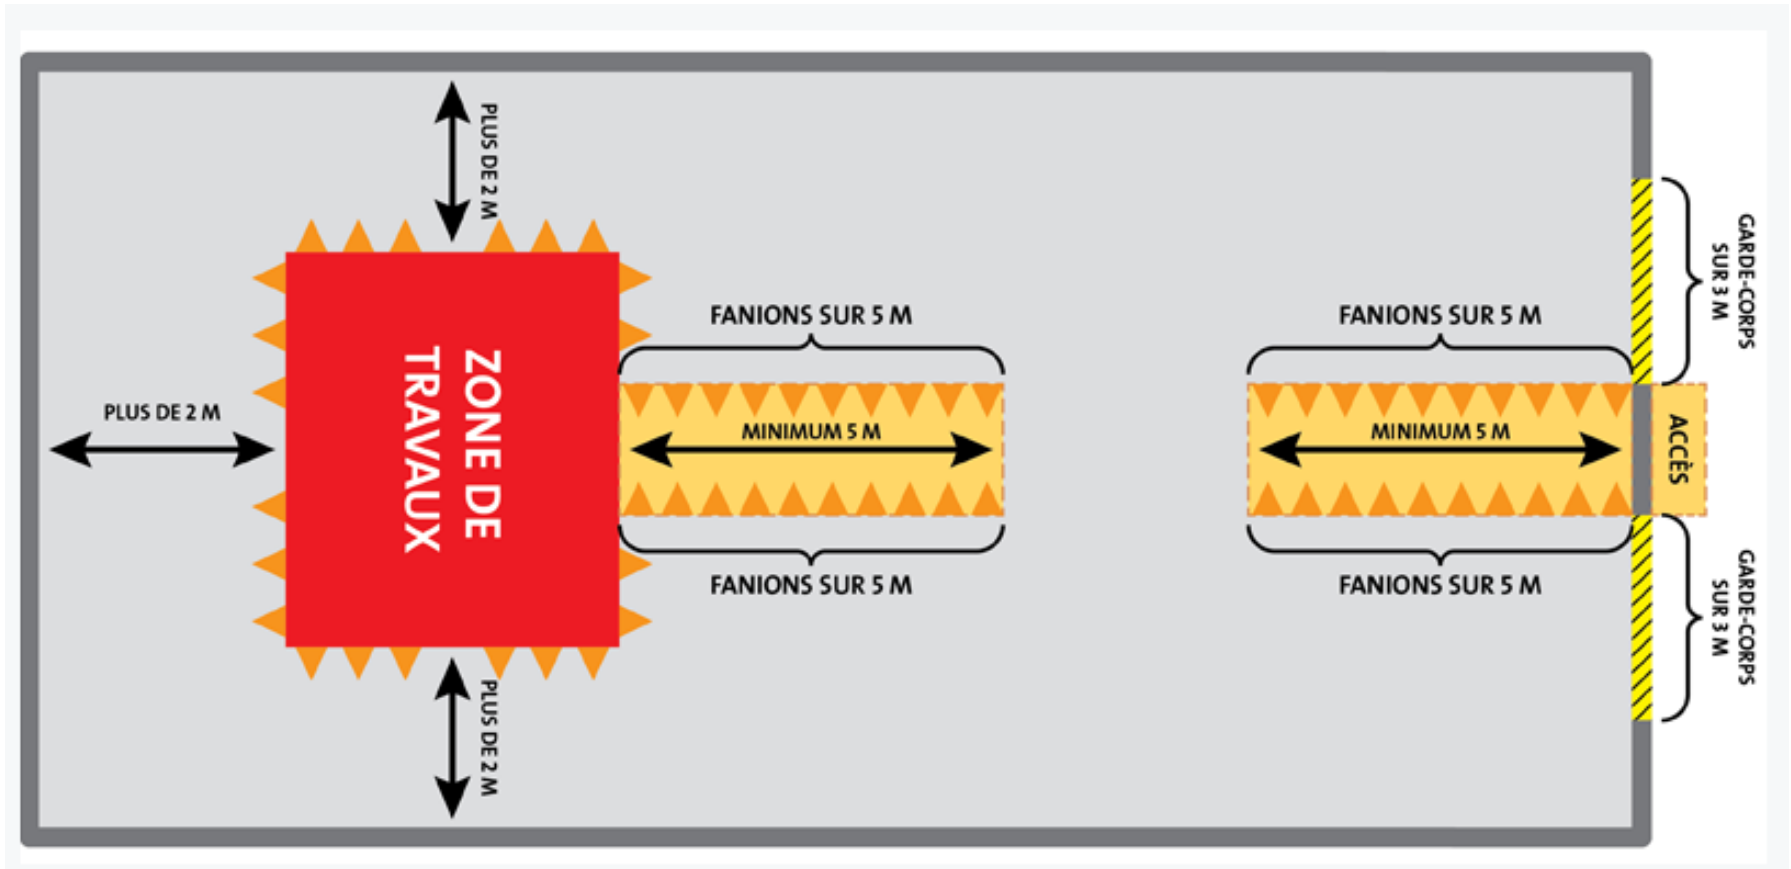 PLUS DE 2 M
PLUS DE 2 M
ZONE DE
TRAVAUX
PLUS DE 2 M
FANIONS SUR 5 M
MINIMUM 5 M
FANIONS SUR 5 M
FANIONS SUR 5 M
MINIMUM 5 M
FANIONS SUR 5 M
GARDE-CORPS
SUR 3 M
ACCÈS
GARDE-CORPS
SUR 3 M